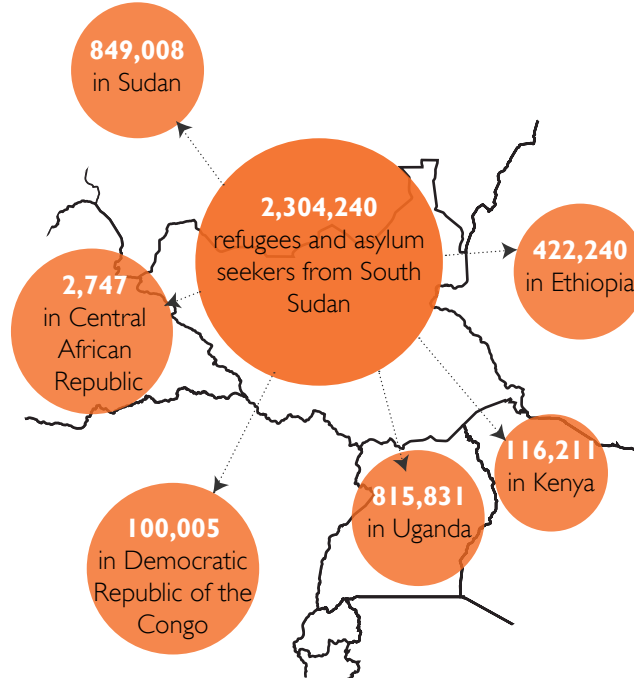 849,008
in Sudan
2,304,240
refugees and asylum
seekers from South
Sudan
422,240
in Ethiopia
2,747
in Central
African
Republic
116,211
in Kenya
815,831
in Uganda
100,005
in Democratic
Republic of the
Congo